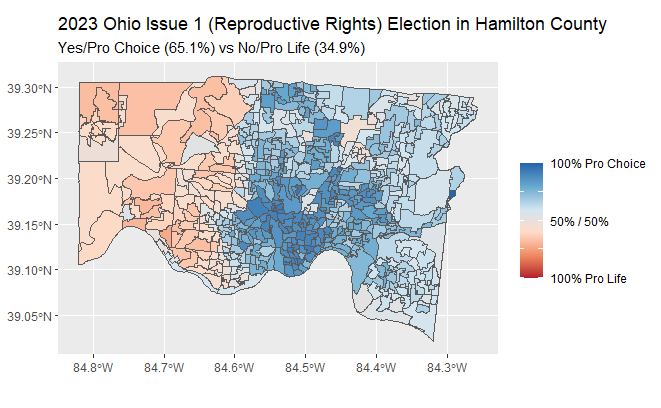 2023 Ohio Issue 1 (Reproductive Rights) Election in Hamilton County
Yes/Pro Choice (65.1%) vs No/Pro Life (34.9%)
39.30°N
39.25°N
39.20°N
39.15°N
39.10°N
39.05°N
84.8°W
84.7°W
84.6°W
84.5°W
84.4°W
84.3°W
100% Pro Choice
50% / 50%
100% Pro Life